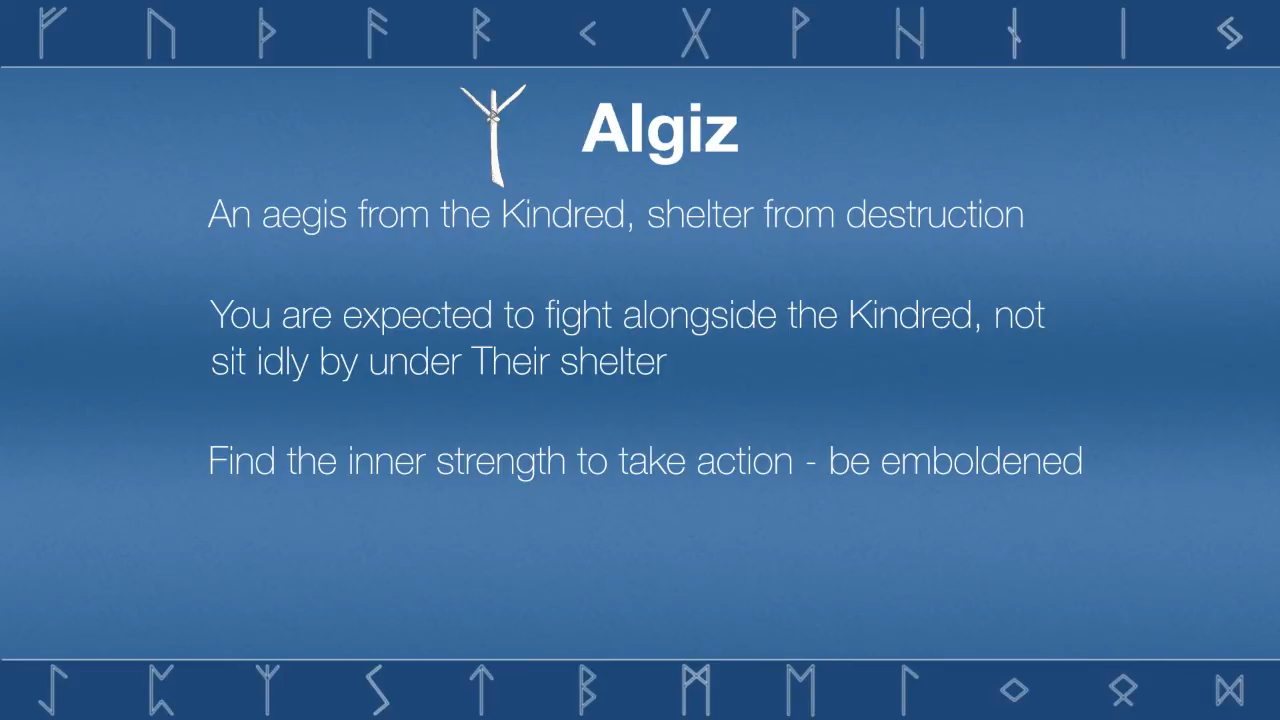 ᚠ ᚢ ᚦ ᚨ ᚱ ᚲ ᚷ ᚹ ᚺ ᚾ ᛁ ᛃ
ᛉ Algiz
An aegis from the Kindred, shelter from destruction
You are expected to fight alongside the Kindred, not
sit idly by under Their shelter
Find the inner strength to take action - be emboldened
ᛇ ᛈ ᛉ ᛊ ᛏ ᛒ ᛗ ᛖ ᛚ ᛜ ᛟ ᛞ